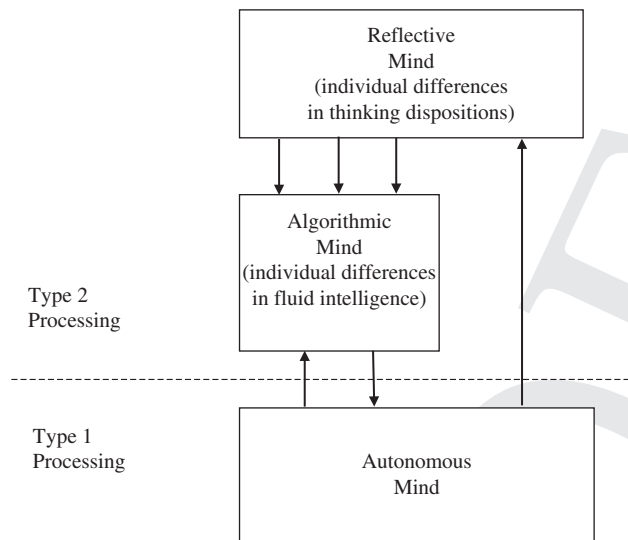 Reflective
Mind
(individual differences
in thinking dispositions)
Algorithmic
Mind
(individual differences
in fluid intelligence)
Type 2
Processing
Type 1
Processing
Autonomous
Mind